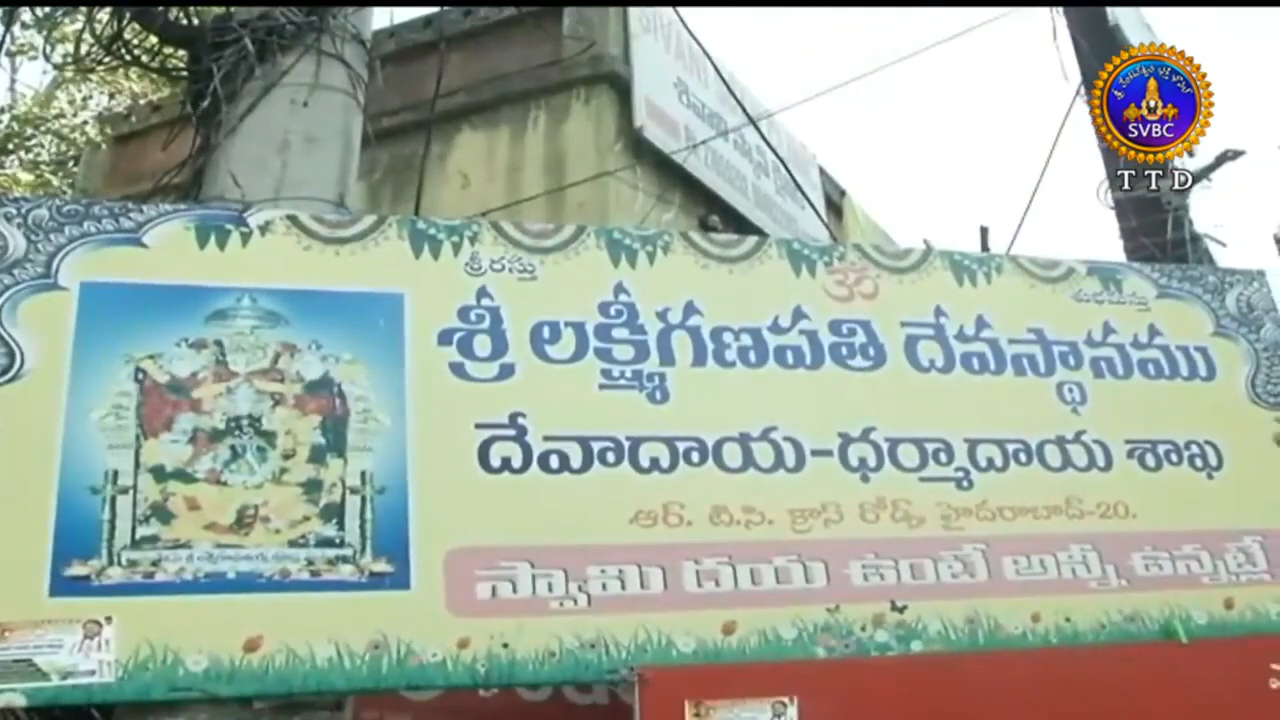 శ్రీరస్తు
ఓం
శుభమస్తు
శ్రీ లక్ష్మీగణపతి దేవస్థానము
దేవాదాయ-ధర్మాదాయ శాఖ
ఆర్. టి.సి. క్రాస్ రోడ్స్, హైదరాబాద్-20.
స్వామి దయ ఉంటే అన్నీ ఉన్నట్లే
SVBC
TTD